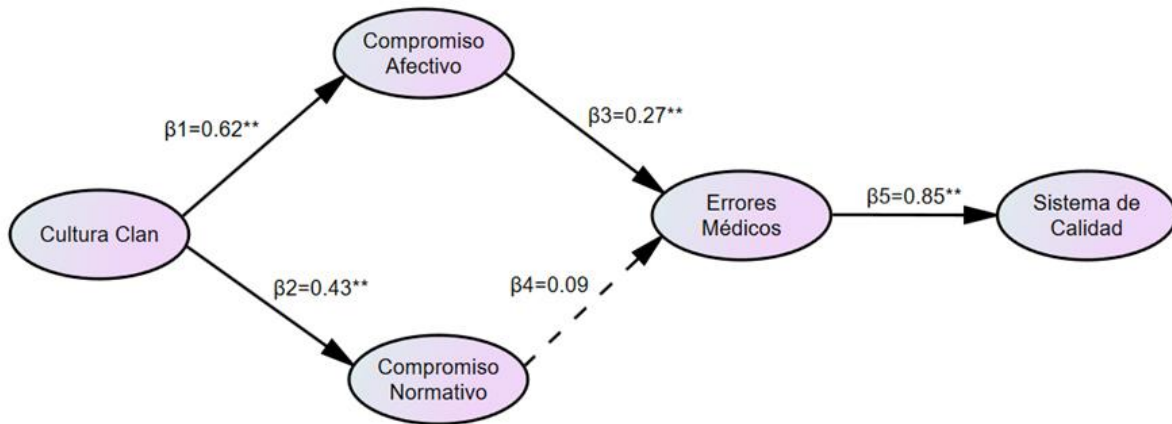 Compromiso
Afectivo
β1=0.62**
β3=0.27**
Cultura Clan
Errores
Médicos
β5=0.85**
Sistema de
Calidad
β2=0.43**
β4=0.09
Compromiso
Normativo